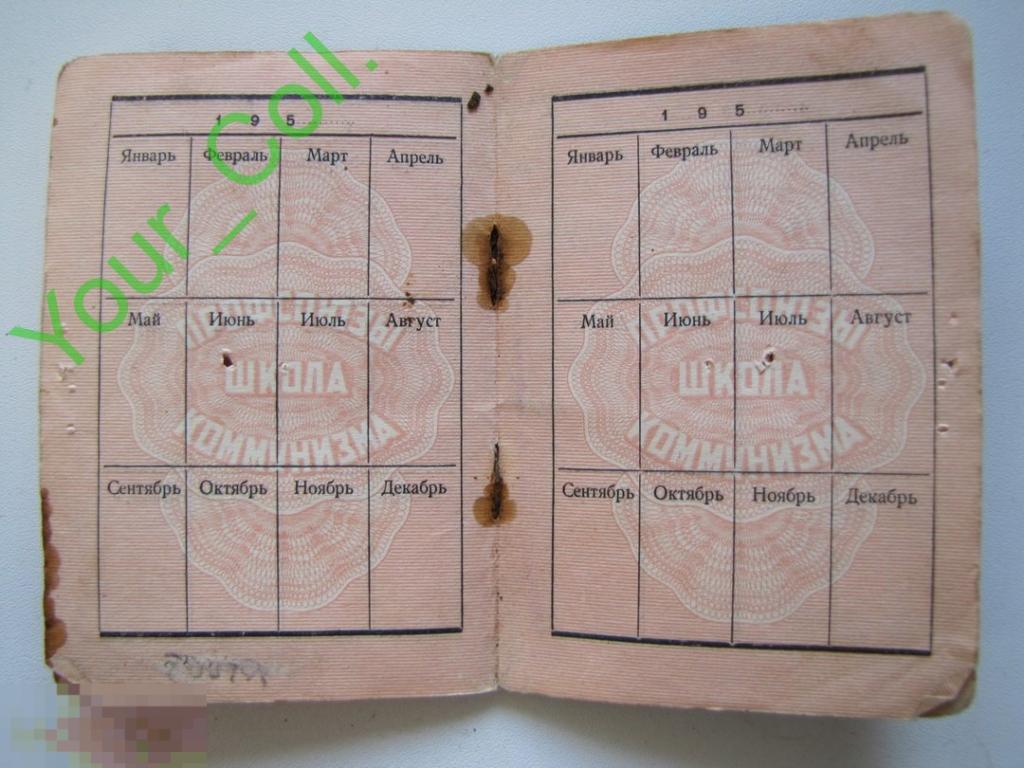 Your_Coll.
1 9 5 ........
Январь Февраль Март Апрель
ПРОФСОЮЗЫ
Май Июнь Июль Август
ШКОЛА
КОММУНИЗМА
Сентябрь Октябрь Ноябрь Декабрь
1 9 5 ........
Январь Февраль Март Апрель
ПРОФСОЮЗЫ
Май Июнь Июль Август
ШКОЛА
КОММУНИЗМА
Сентябрь Октябрь Ноябрь Декабрь